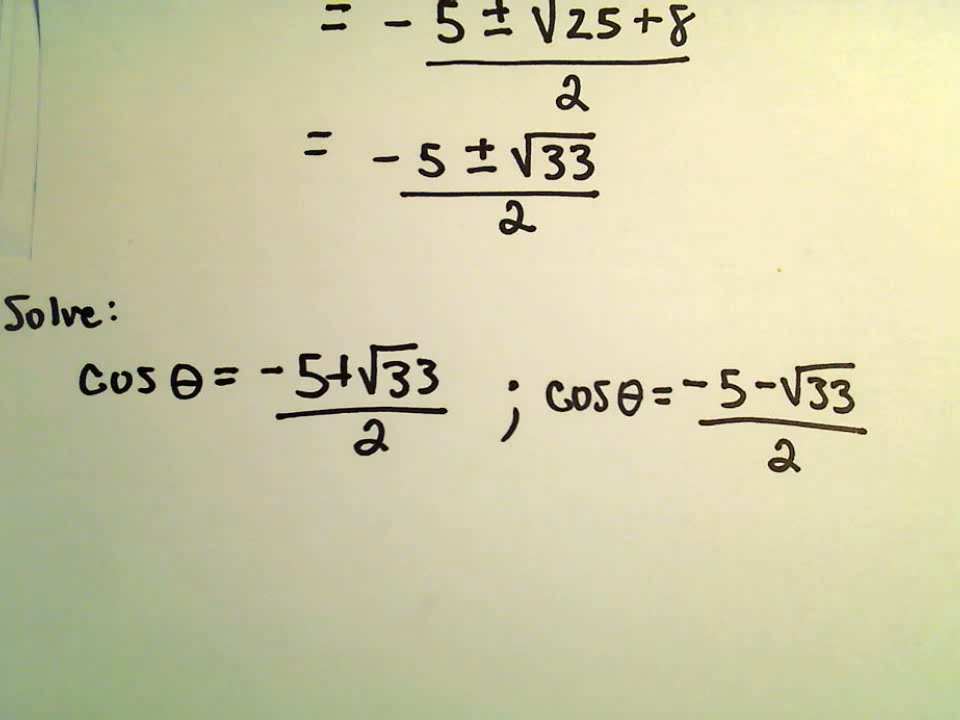 = -5 ± √25+8
2
= -5 ± √33
2
Solve:
cos θ = -5+√33 ; cos θ = -5-√33
2 2